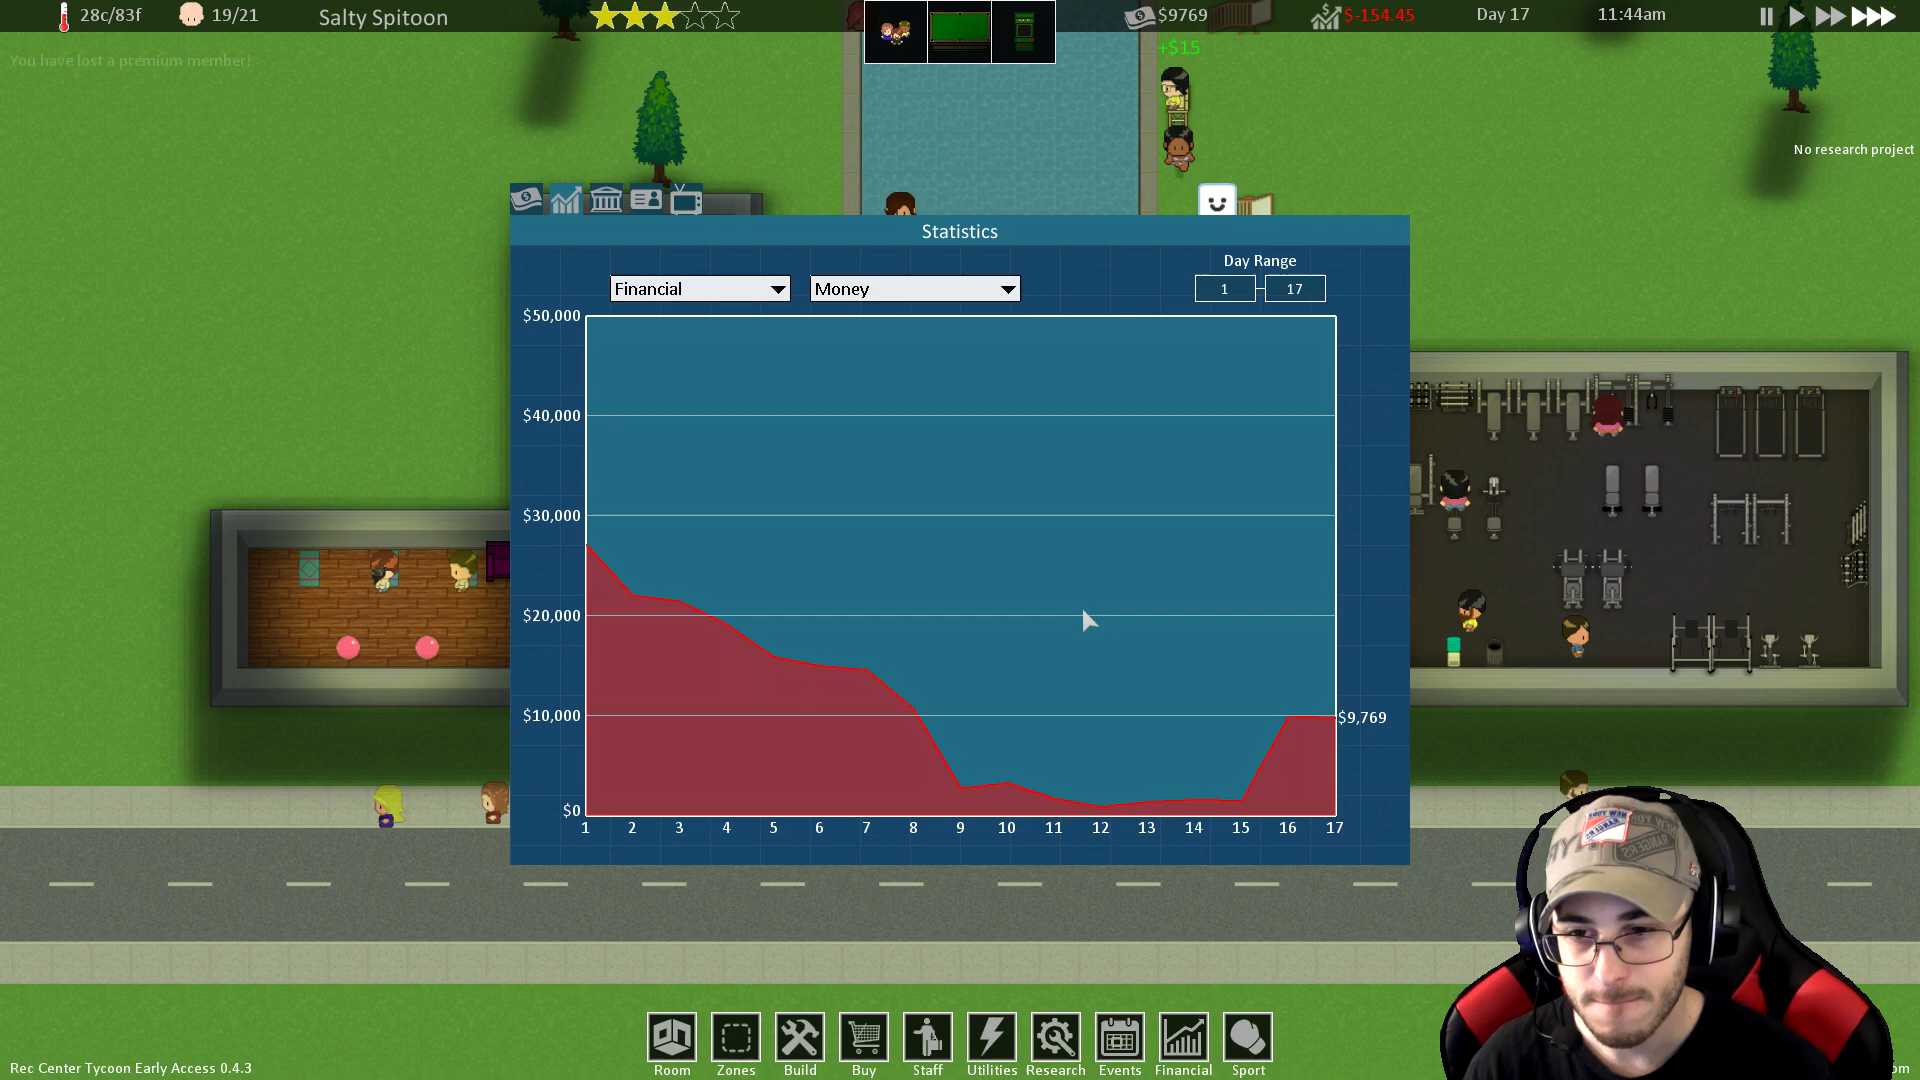 28c/83f 19/21 Salty Spitoon $9769 $-154.45 Day 17 11:44am
+$15
You have lost a premium member!
No research project
Statistics
Day Range
Financial Money 1 17
$50,000
$40,000
$30,000
$20,000
$10,000
$9,769
$0
1 2 3 4 5 6 7 8 9 10 11 12 13 14 15 16 17
NEW YORK
RANGERS
Room Zones Build Buy Staff Utilities Research Events Financial Sport
Rec Center Tycoon Early Access 0.4.3